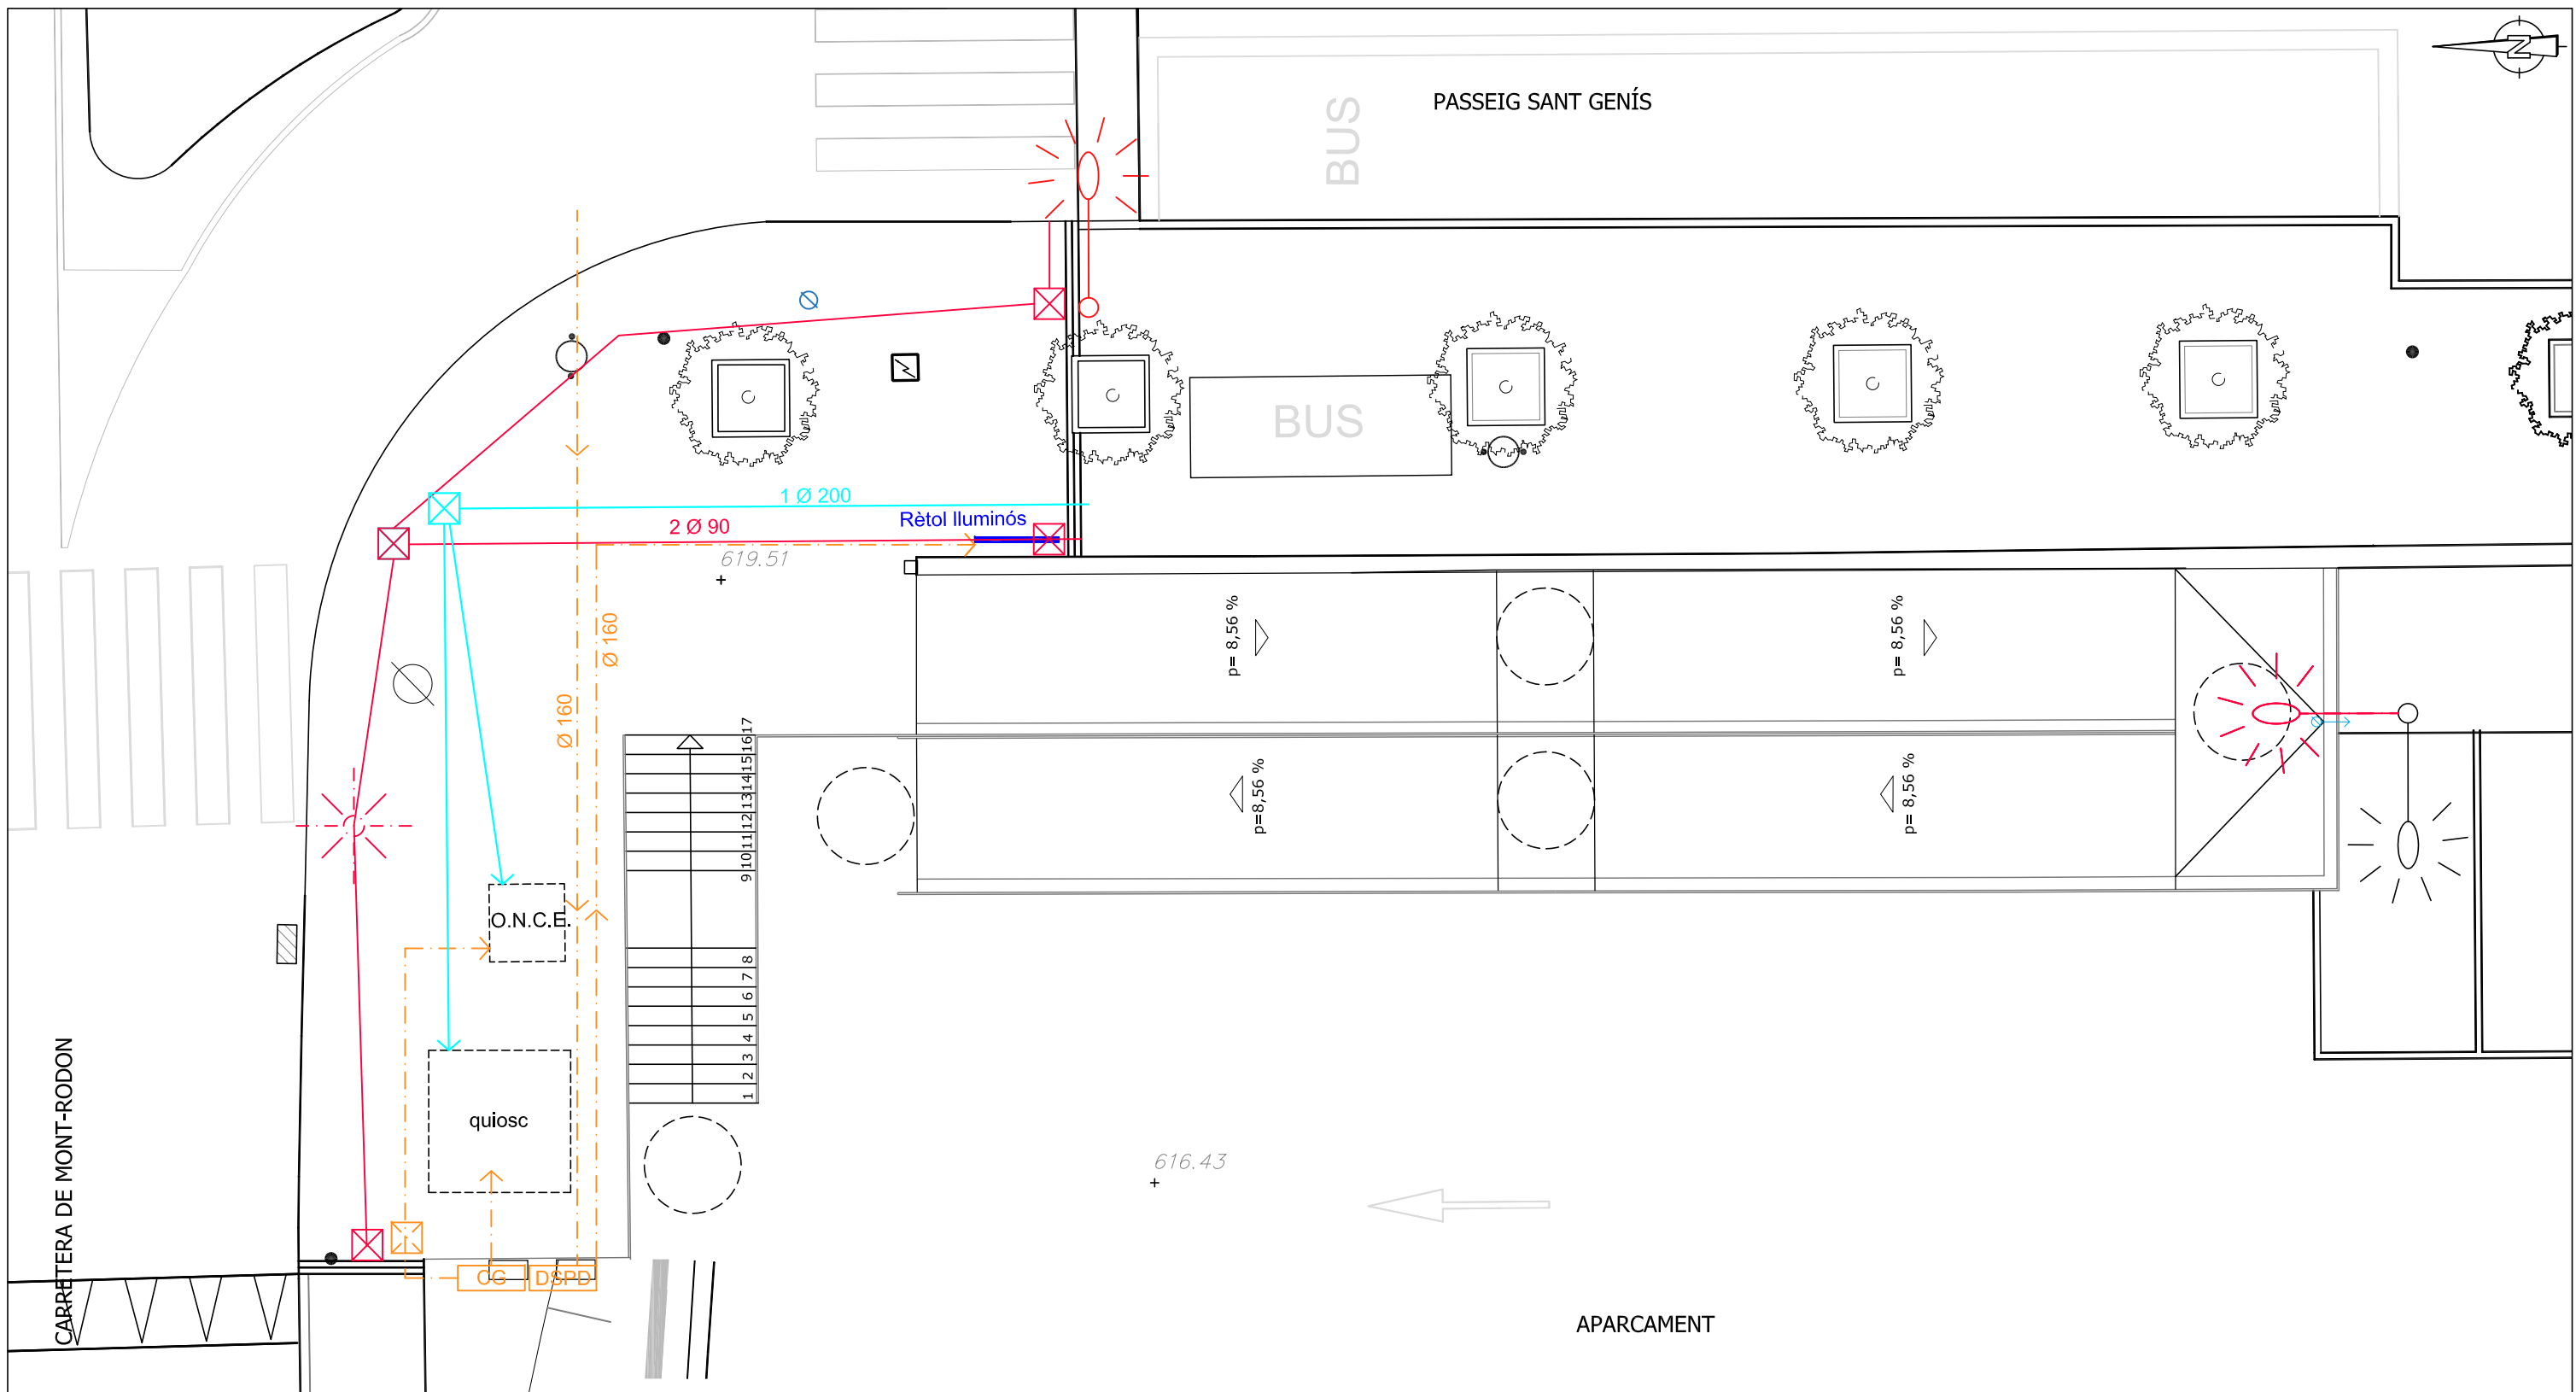 PASSEIG SANT GENÍS
BUS
N
BUS
1 Ø 200
Rètol lluminós
2 Ø 90
619.51
Ø 160
Ø 160
p= 8,56 %
p= 8,56 %
p=8,56 %
p= 8,56 %
17
16
15
14
13
12
11
10
9
8
7
6
5
4
3
2
1
O.N.C.E.
quiosc
616.43
CARRETERA DE MONT-RODON
CG
DSPD
APARCAMENT